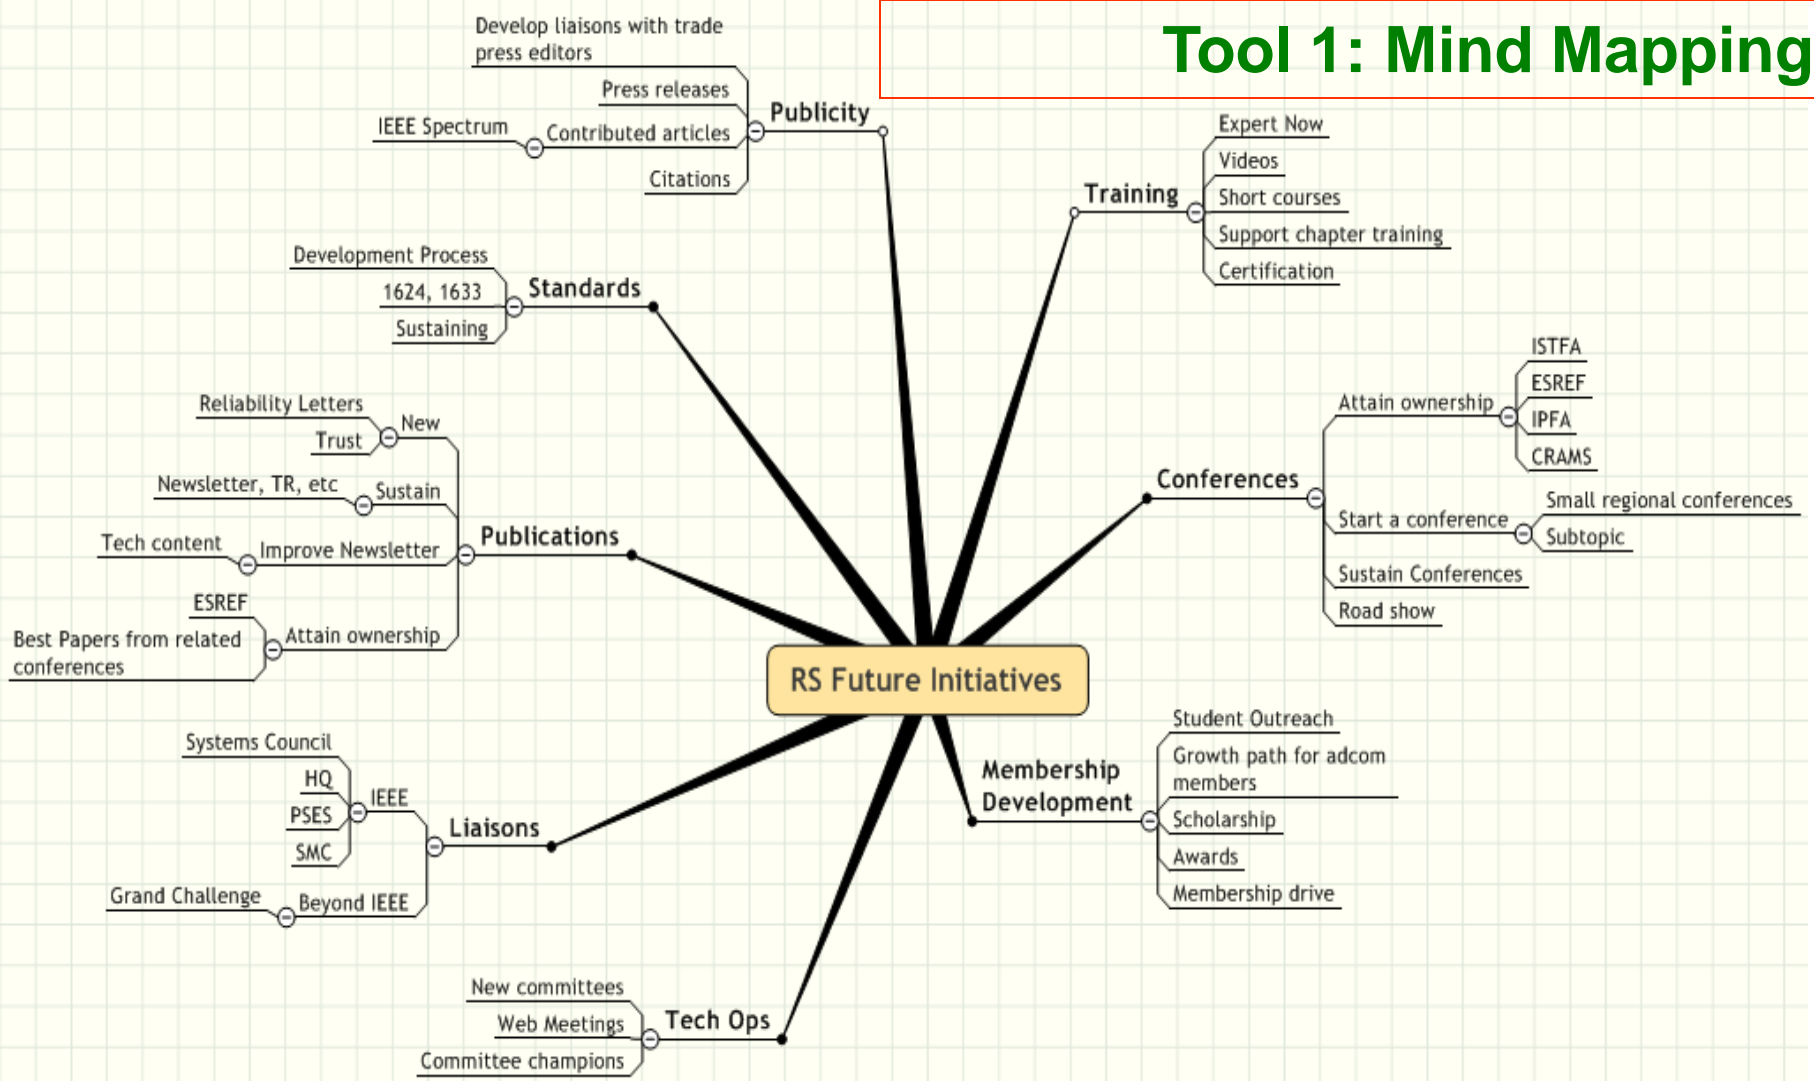 Tool 1: Mind Mapping
Develop liaisons with trade
press editors
Press releases
Contributed articles
IEEE Spectrum
Citations
Publicity
Training
Expert Now
Videos
Short courses
Support chapter training
Certification
Standards
Development Process
1624, 1633
Sustaining
Conferences
Attain ownership
ISTFA
ESREF
IPFA
CRAMS
Start a conference
Small regional conferences
Subtopic
Sustain Conferences
Road show
Publications
New
Reliability Letters
Trust
Sustain
Newsletter, TR, etc
Improve Newsletter
Tech content
Attain ownership
ESREF
Best Papers from related
conferences
RS Future Initiatives
Membership
Development
Student Outreach
Growth path for adcom
members
Scholarship
Awards
Membership drive
Liaisons
IEEE
Systems Council
HQ
PSES
SMC
Beyond IEEE
Grand Challenge
Tech Ops
New committees
Web Meetings
Committee champions